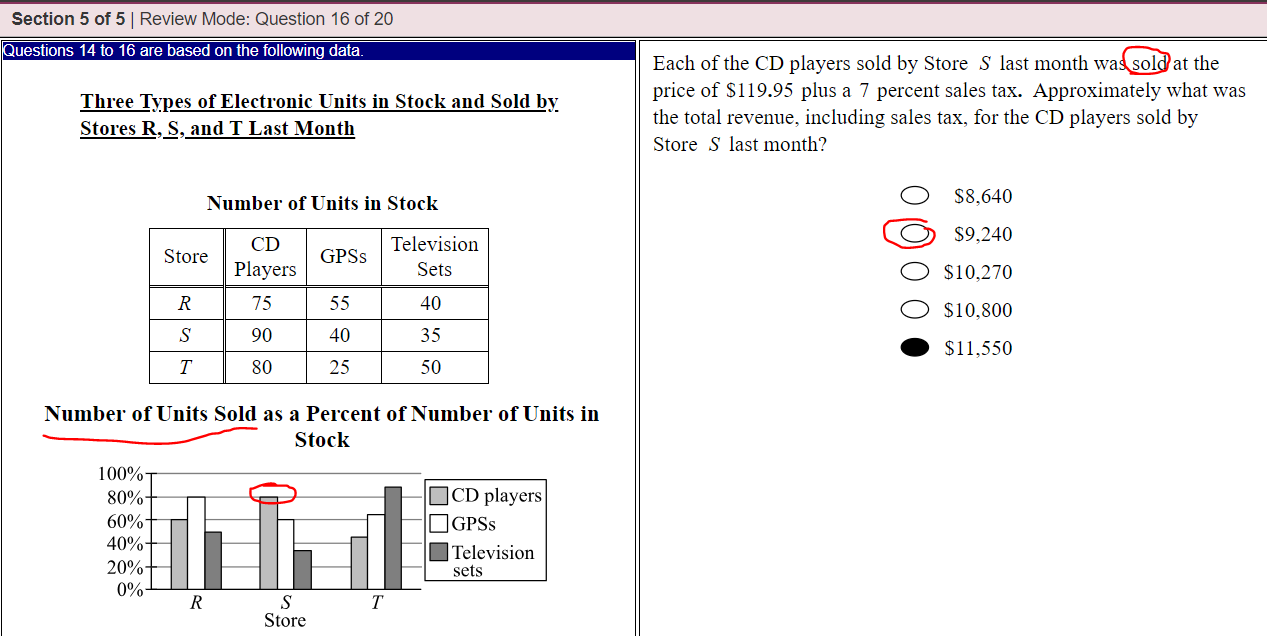 Section 5 of 5 | Review Mode: Question 16 of 20
Questions 14 to 16 are based on the following data.
Three Types of Electronic Units in Stock and Sold by
Stores R, S, and T Last Month
Number of Units in Stock
Store CD Players GPSs Television Sets
R 75 55 40
S 90 40 35
T 80 25 50
Number of Units Sold as a Percent of Number of Units in
Stock
100%
80%
60%
40%
20%
0%
R S T
Store
CD players
GPSs
Television
sets
Each of the CD players sold by Store S last month was sold at the
price of $119.95 plus a 7 percent sales tax. Approximately what was
the total revenue, including sales tax, for the CD players sold by
Store S last month?
$8,640
$9,240
$10,270
$10,800
$11,550